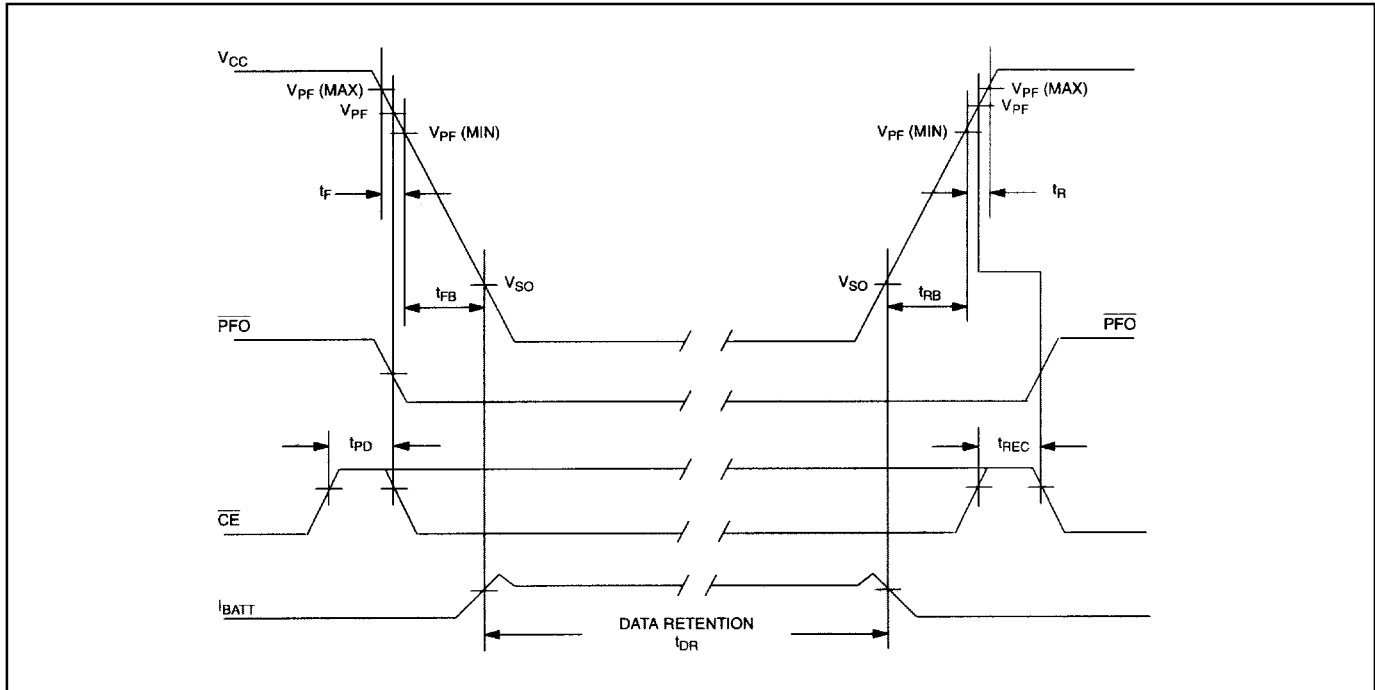 VCC
VPF (MAX)
VPF
VPF (MIN)
tF
tFB
VSO
VPF (MAX)
VPF
VPF (MIN)
tR
VSO
tRB
PFO
PFO
tPD
tREC
CE
IBATT
DATA RETENTION
tDR